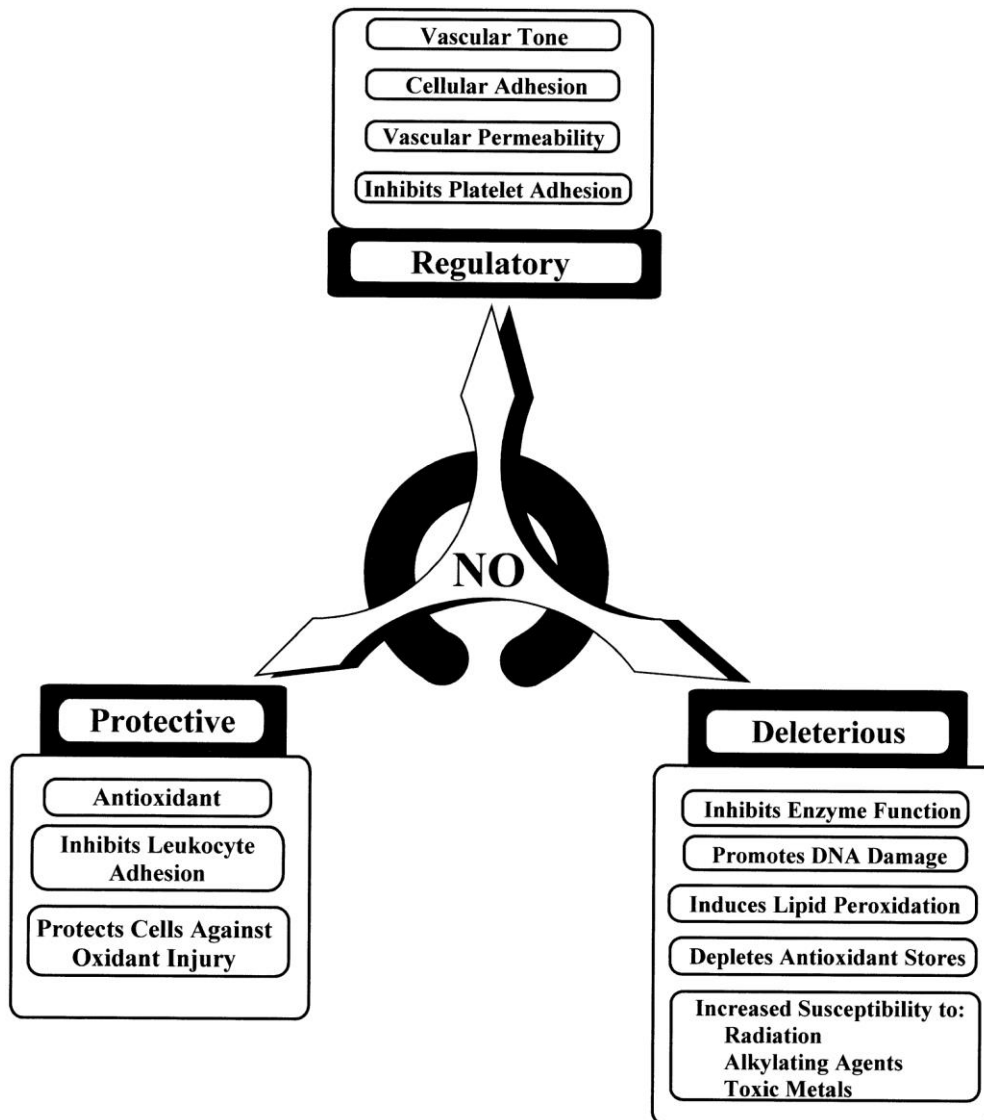 Vascular Tone
Cellular Adhesion
Vascular Permeability
Inhibits Platelet Adhesion
Regulatory
NO
Protective
Antioxidant
Inhibits Leukocyte
Adhesion
Protects Cells Against
Oxidant Injury
Deleterious
Inhibits Enzyme Function
Promotes DNA Damage
Induces Lipid Peroxidation
Depletes Antioxidant Stores
Increased Susceptibility to:
Radiation
Alkylating Agents
Toxic Metals